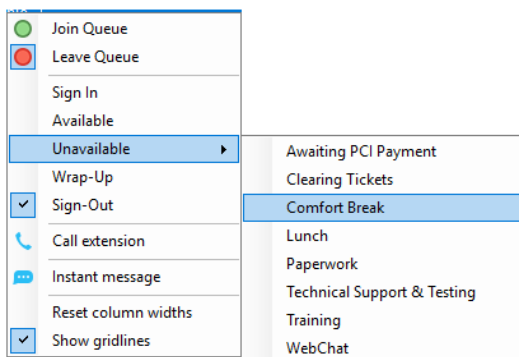 Join Queue
Leave Queue
Sign In
Available
Unavailable
Wrap-Up
Sign-Out
Call extension
Instant message
Reset column widths
Show gridlines
Awaiting PCI Payment
Clearing Tickets
Comfort Break
Lunch
Paperwork
Technical Support & Testing
Training
WebChat